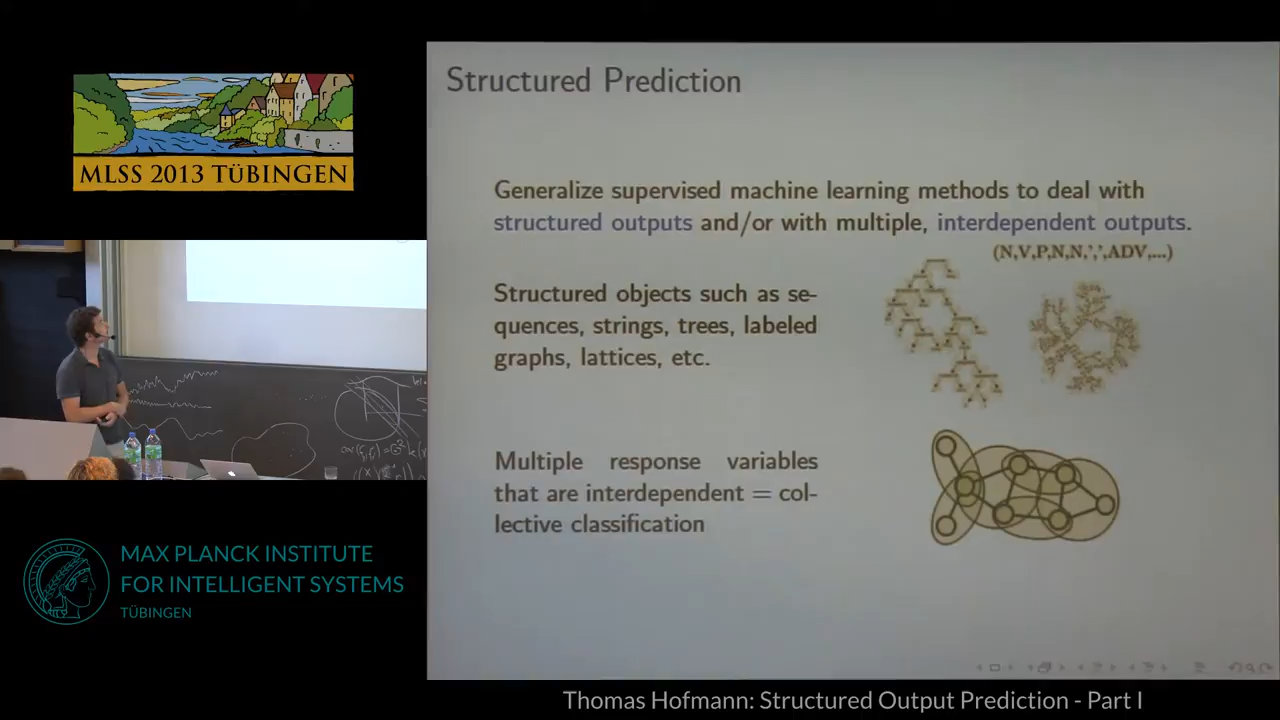 MLSS 2013 TÜBINGEN
MAX PLANCK INSTITUTE
FOR INTELLIGENT SYSTEMS
TÜBINGEN
Structured Prediction
Generalize supervised machine learning methods to deal with
structured outputs and/or with multiple, interdependent outputs.
(N,V,P,N,N,',',ADV,...)
Structured objects such as se-
quences, strings, trees, labeled
graphs, lattices, etc.
Multiple response variables
that are interdependent = col-
lective classification
Thomas Hofmann: Structured Output Prediction - Part I